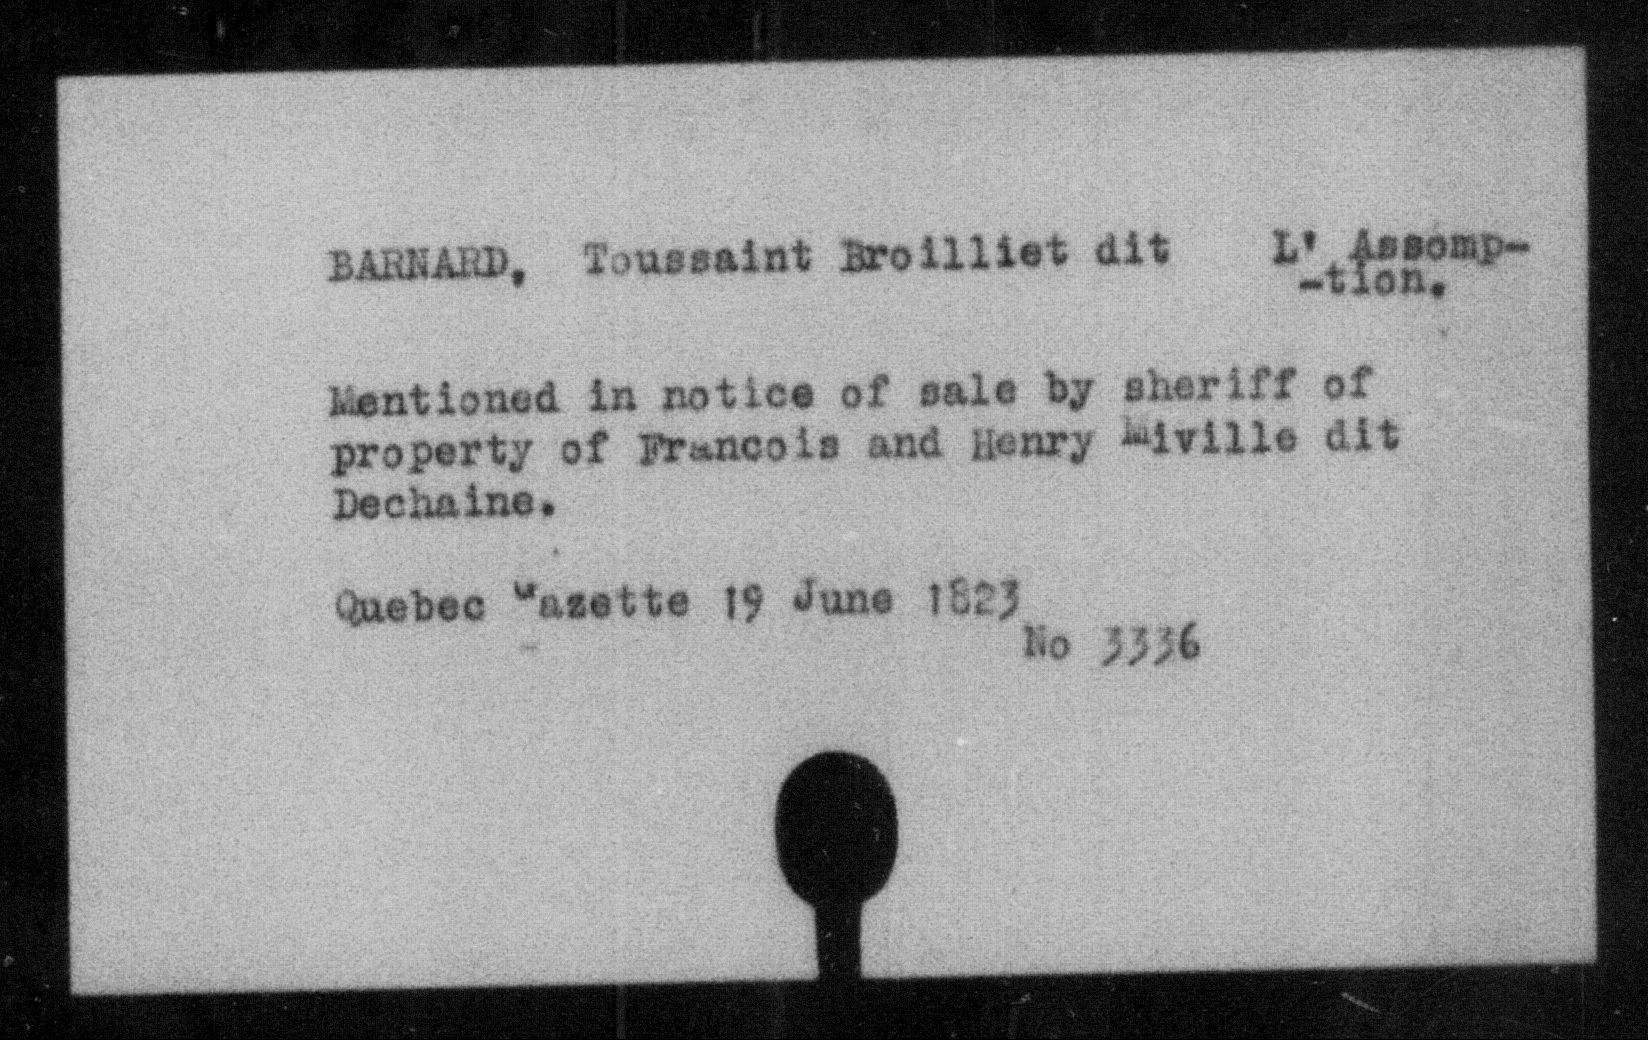 BARNARD, Toussaint Broilliet dit L' Assomp-
-tion.
Mentioned in notice of sale by sheriff of
property of Francois and Henry Miville dit
Dechaine.
Quebec Gazette 19 June 1823
No 3336